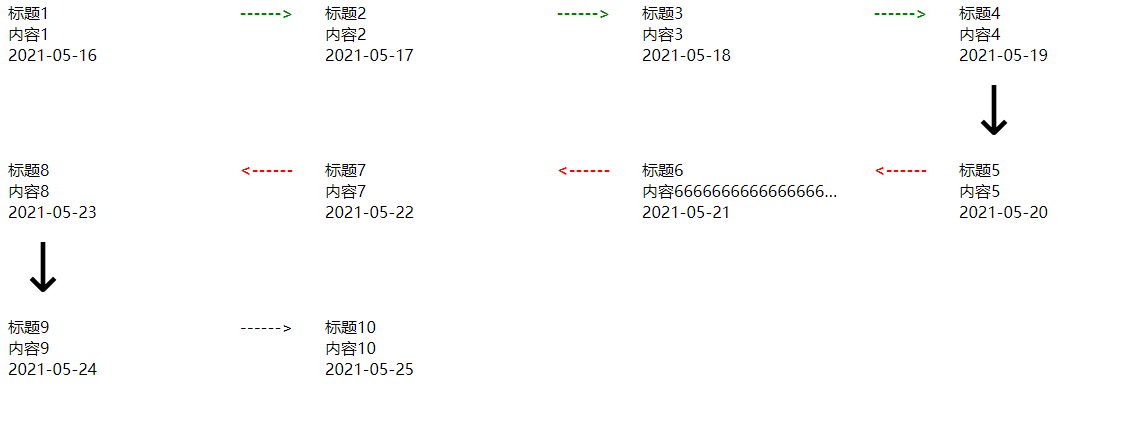 标题1 ------> 标题2 ------> 标题3 ------> 标题4
内容1 内容2 内容3 内容4
2021-05-16 2021-05-17 2021-05-18 2021-05-19
标题8 <------ 标题7 <------ 标题6 <------ 标题5
内容8 内容7 内容6666666666666666... 内容5
2021-05-23 2021-05-22 2021-05-21 2021-05-20
标题9 ------> 标题10
内容9 内容10
2021-05-24 2021-05-25